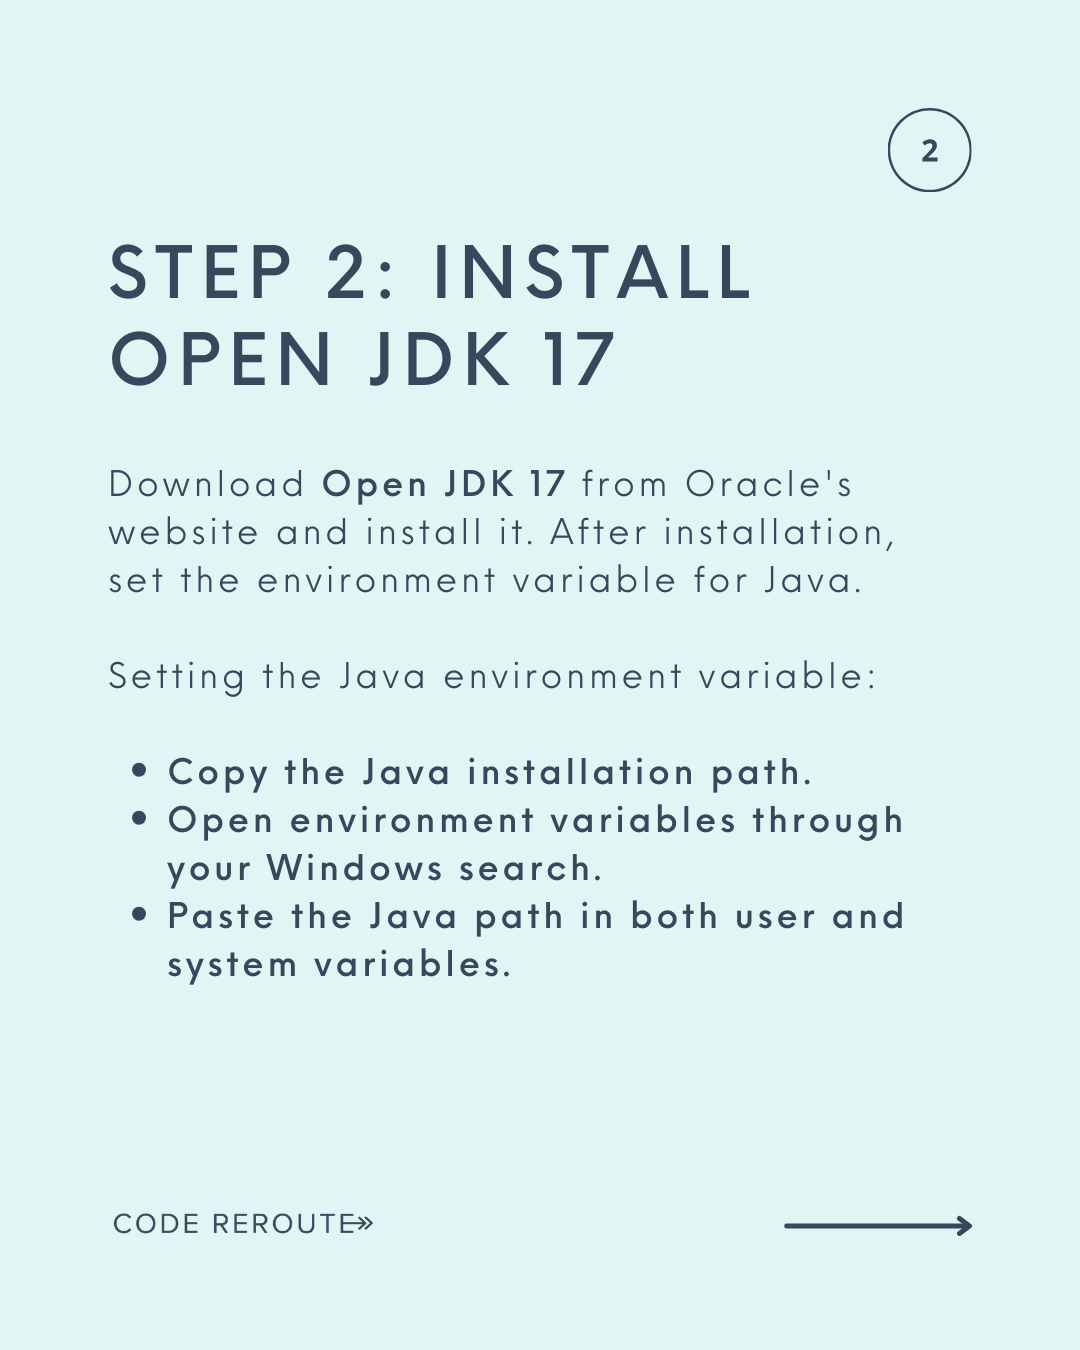 2
STEP 2: INSTALL
OPEN JDK 17
Download Open JDK 17 from Oracle's
website and install it. After installation,
set the environment variable for Java.
Setting the Java environment variable:
• Copy the Java installation path.
• Open environment variables through
your Windows search.
• Paste the Java path in both user and
system variables.
CODE REROUTE